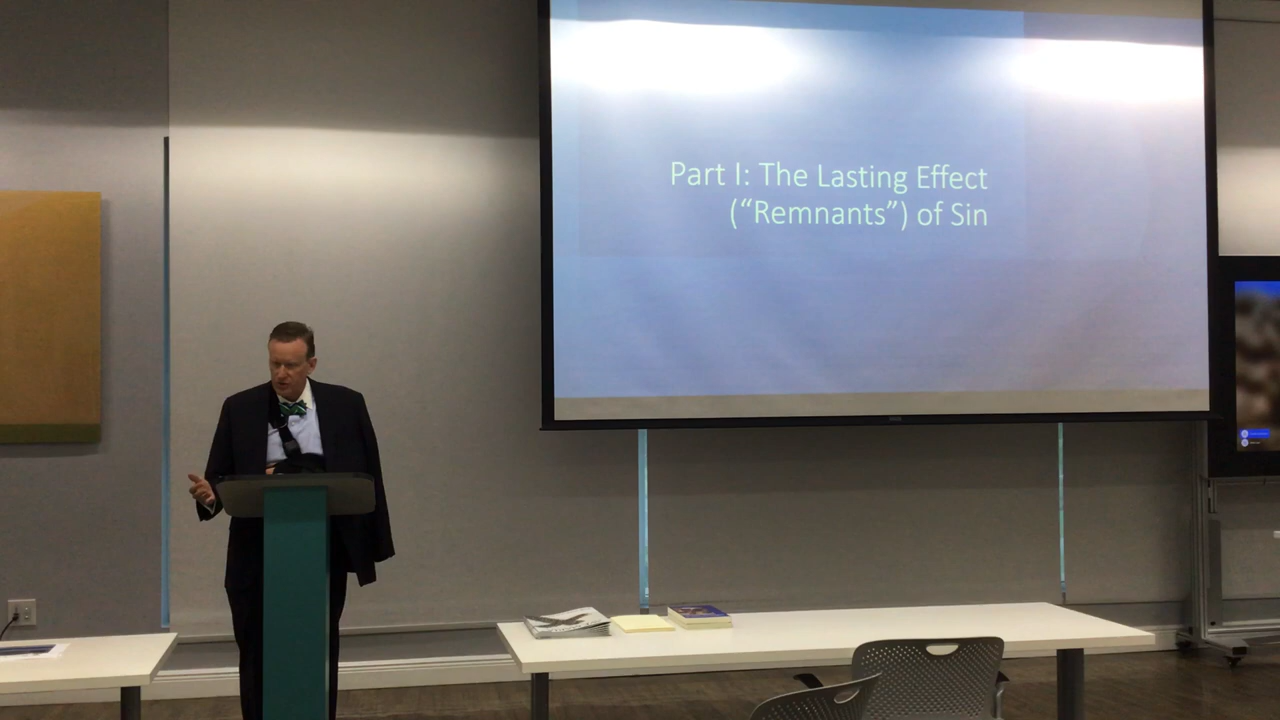 Part I: The Lasting Effect
(“Remnants”) of Sin